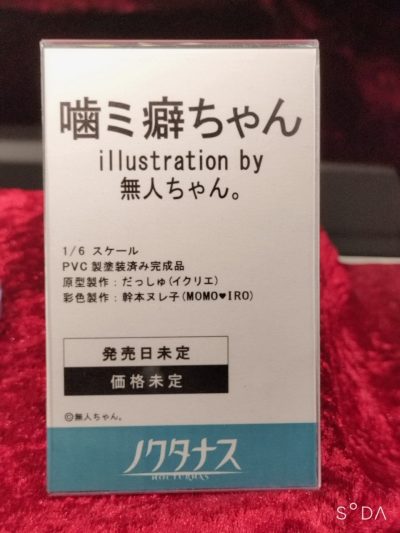 噛ミ癖ちゃん
illustration by
無人ちゃん。
1/6 スケール
PVC 製塗装済み完成品
原型製作：だっしゅ(イクリエ)
彩色製作：幹本ヌレ子(MOMO♥IRO)
発売日未定
価格未定
©無人ちゃん。
ノクターナス
NOCTURNAS
SODA